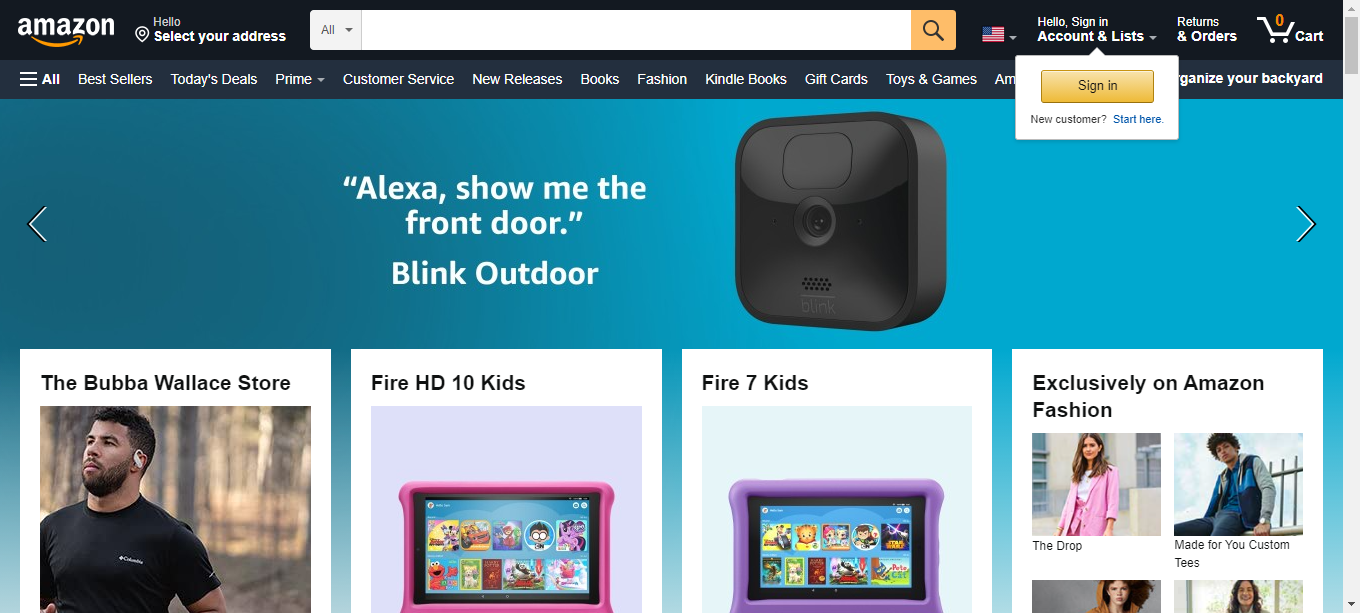 amazon
Hello
Select your address
All
Hello, Sign in
Account & Lists
Returns
& Orders
0
Cart
All
Best Sellers
Today's Deals
Prime
Customer Service
New Releases
Books
Fashion
Kindle Books
Gift Cards
Toys & Games
Am
rganize your backyard
Sign in
New customer? Start here.
“Alexa, show me the
front door.”
Blink Outdoor
blink
The Bubba Wallace Store
Fire HD 10 Kids
Fire 7 Kids
Exclusively on Amazon
Fashion
Columbia
The Drop
Made for You Custom
Tees